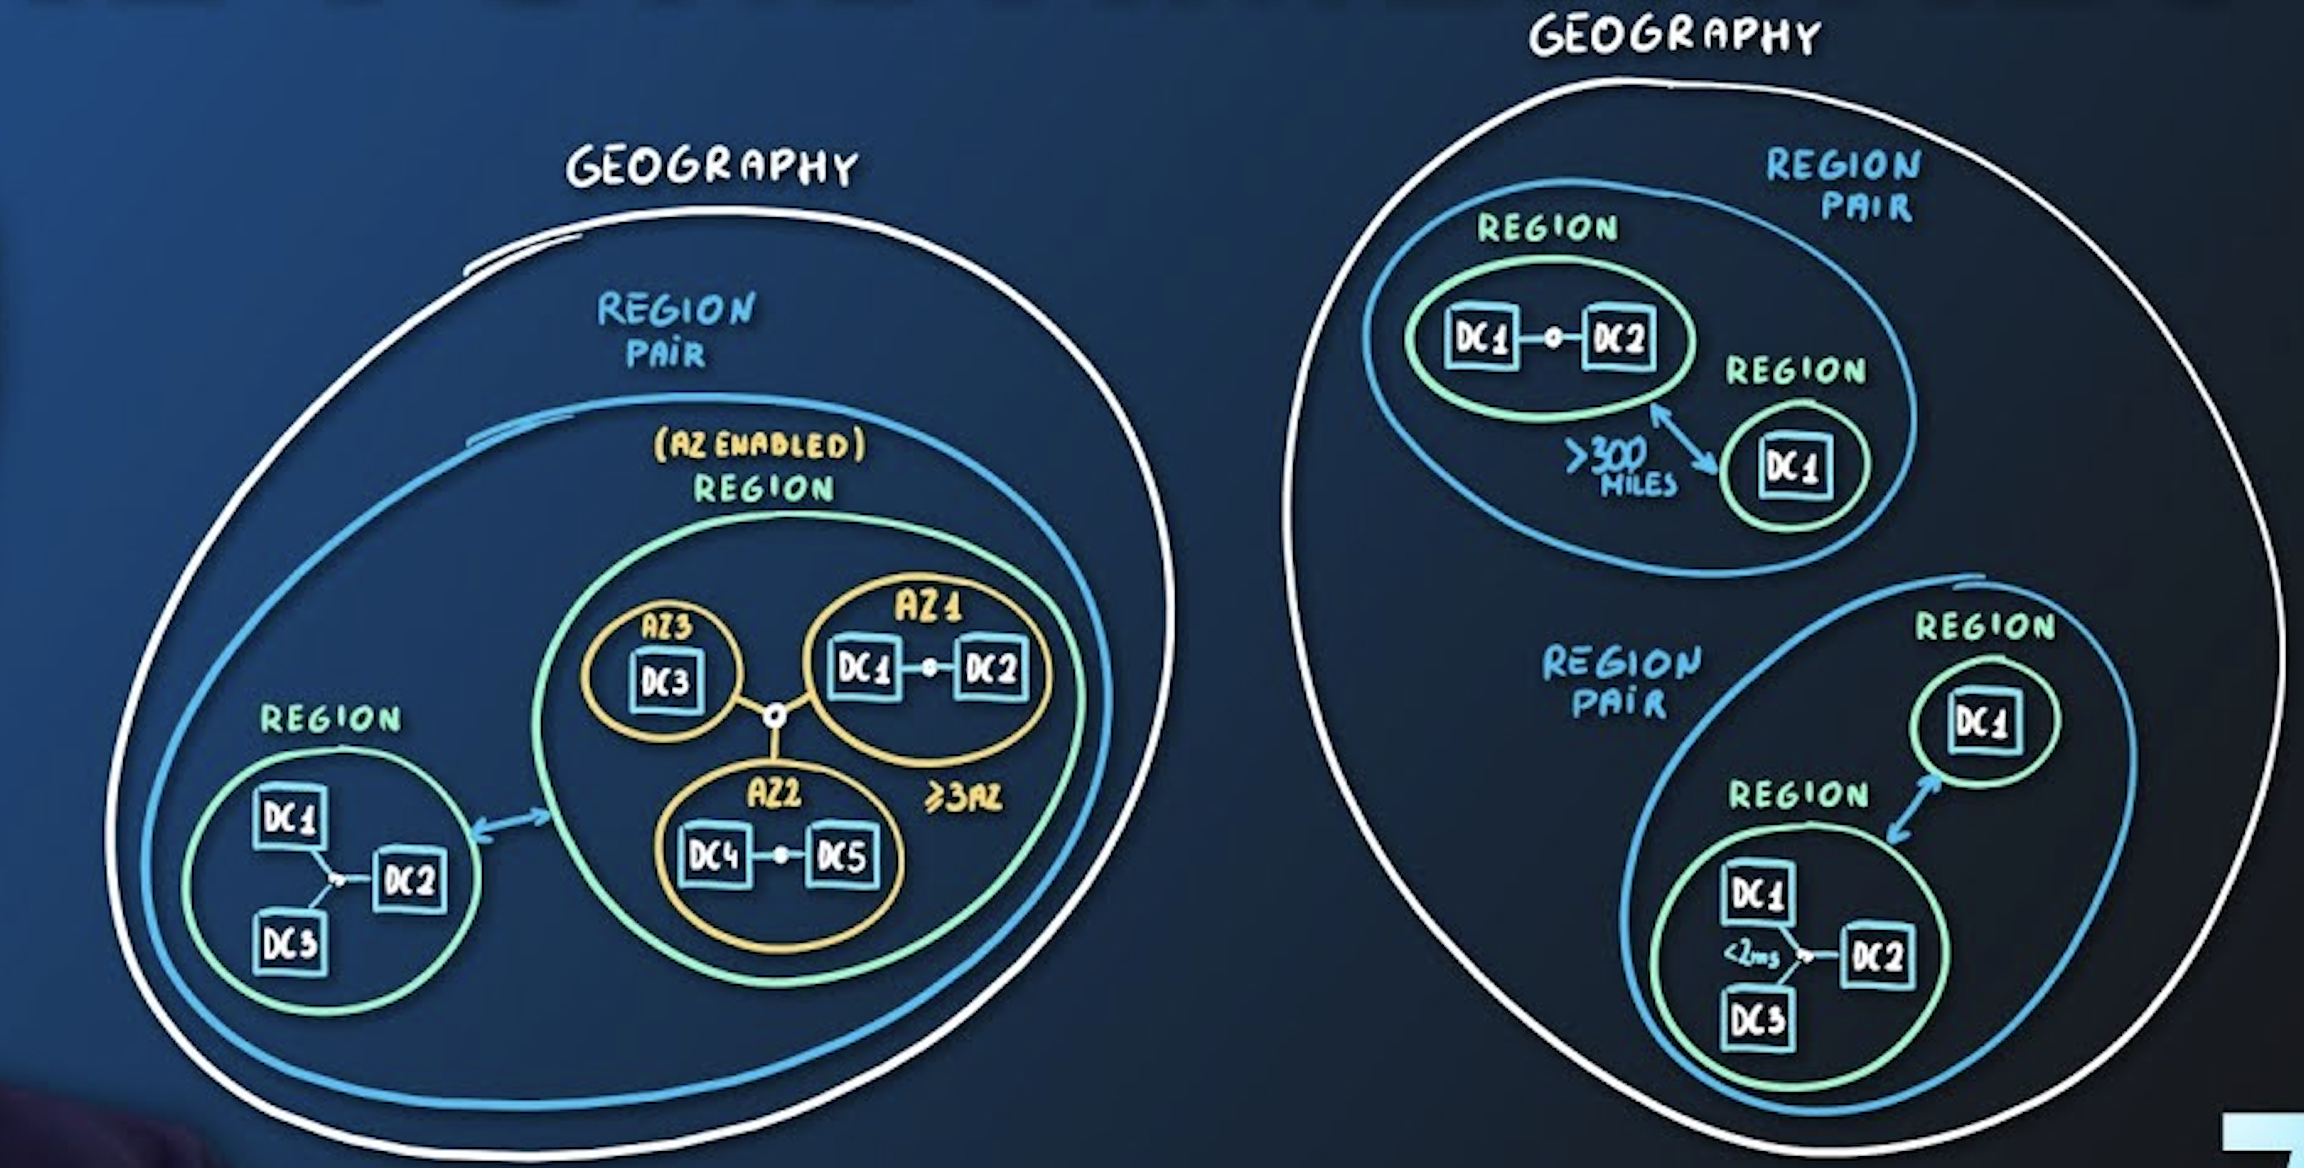 GEOGRAPHY
REGION
PAIR
(AZ ENABLED)
REGION
AZ3
DC3
AZ1
DC1
DC2
AZ2
DC4
DC5
≥3AZ
REGION
DC1
DC2
DC3
GEOGRAPHY
REGION
PAIR
REGION
DC1
DC2
REGION
DC1
>300
MILES
REGION
PAIR
REGION
DC1
REGION
DC1
<2ms
DC2
DC3